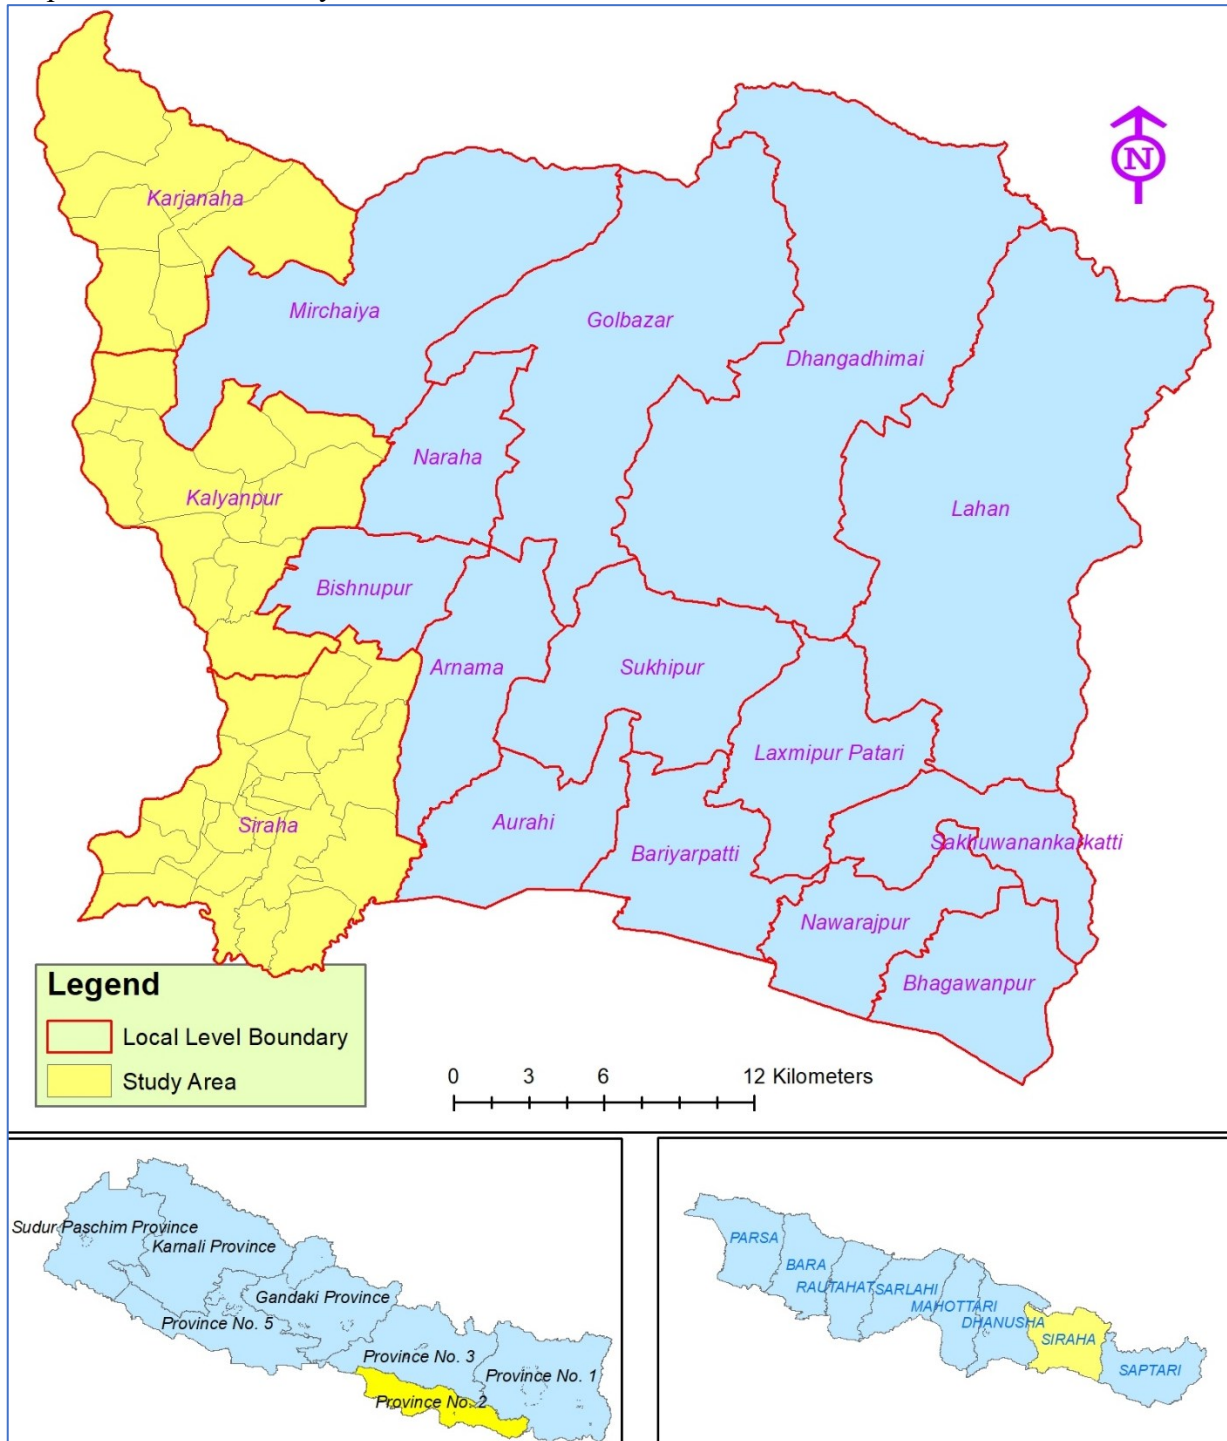 N
Karjanaha
Mirchaiya
Golbazar
Dhangadhimai
Naraha
Kalyanpur
Lahan
Bishnupur
Arnama
Sukhipur
Laxmipur Patari
Siraha
Aurahi
Bariyarpatti
Sakhuwanankarkatti
Nawarajpur
Bhagawanpur
Legend
Local Level Boundary
Study Area
0 3 6 12 Kilometers
Sudur Paschim Province
Karnali Province
Gandaki Province
Province No. 5
Province No. 3
Province No. 1
Province No. 2
PARSA
BARA
RAUTAHAT
SARLAHI
MAHOTTARI
DHANUSHA
SIRAHA
SAPTARI